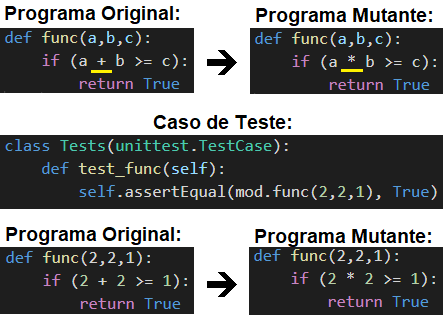 Programa Original:
Programa Mutante:
def func(a,b,c):
    if (a + b >= c):
        return True
def func(a,b,c):
    if (a * b >= c):
        return True
Caso de Teste:
class Tests(unittest.TestCase):
    def test_func(self):
        self.assertEqual(mod.func(2,2,1), True)
Programa Original:
Programa Mutante:
def func(2,2,1):
    if (2 + 2 >= 1):
        return True
def func(2,2,1):
    if (2 * 2 >= 1):
        return True